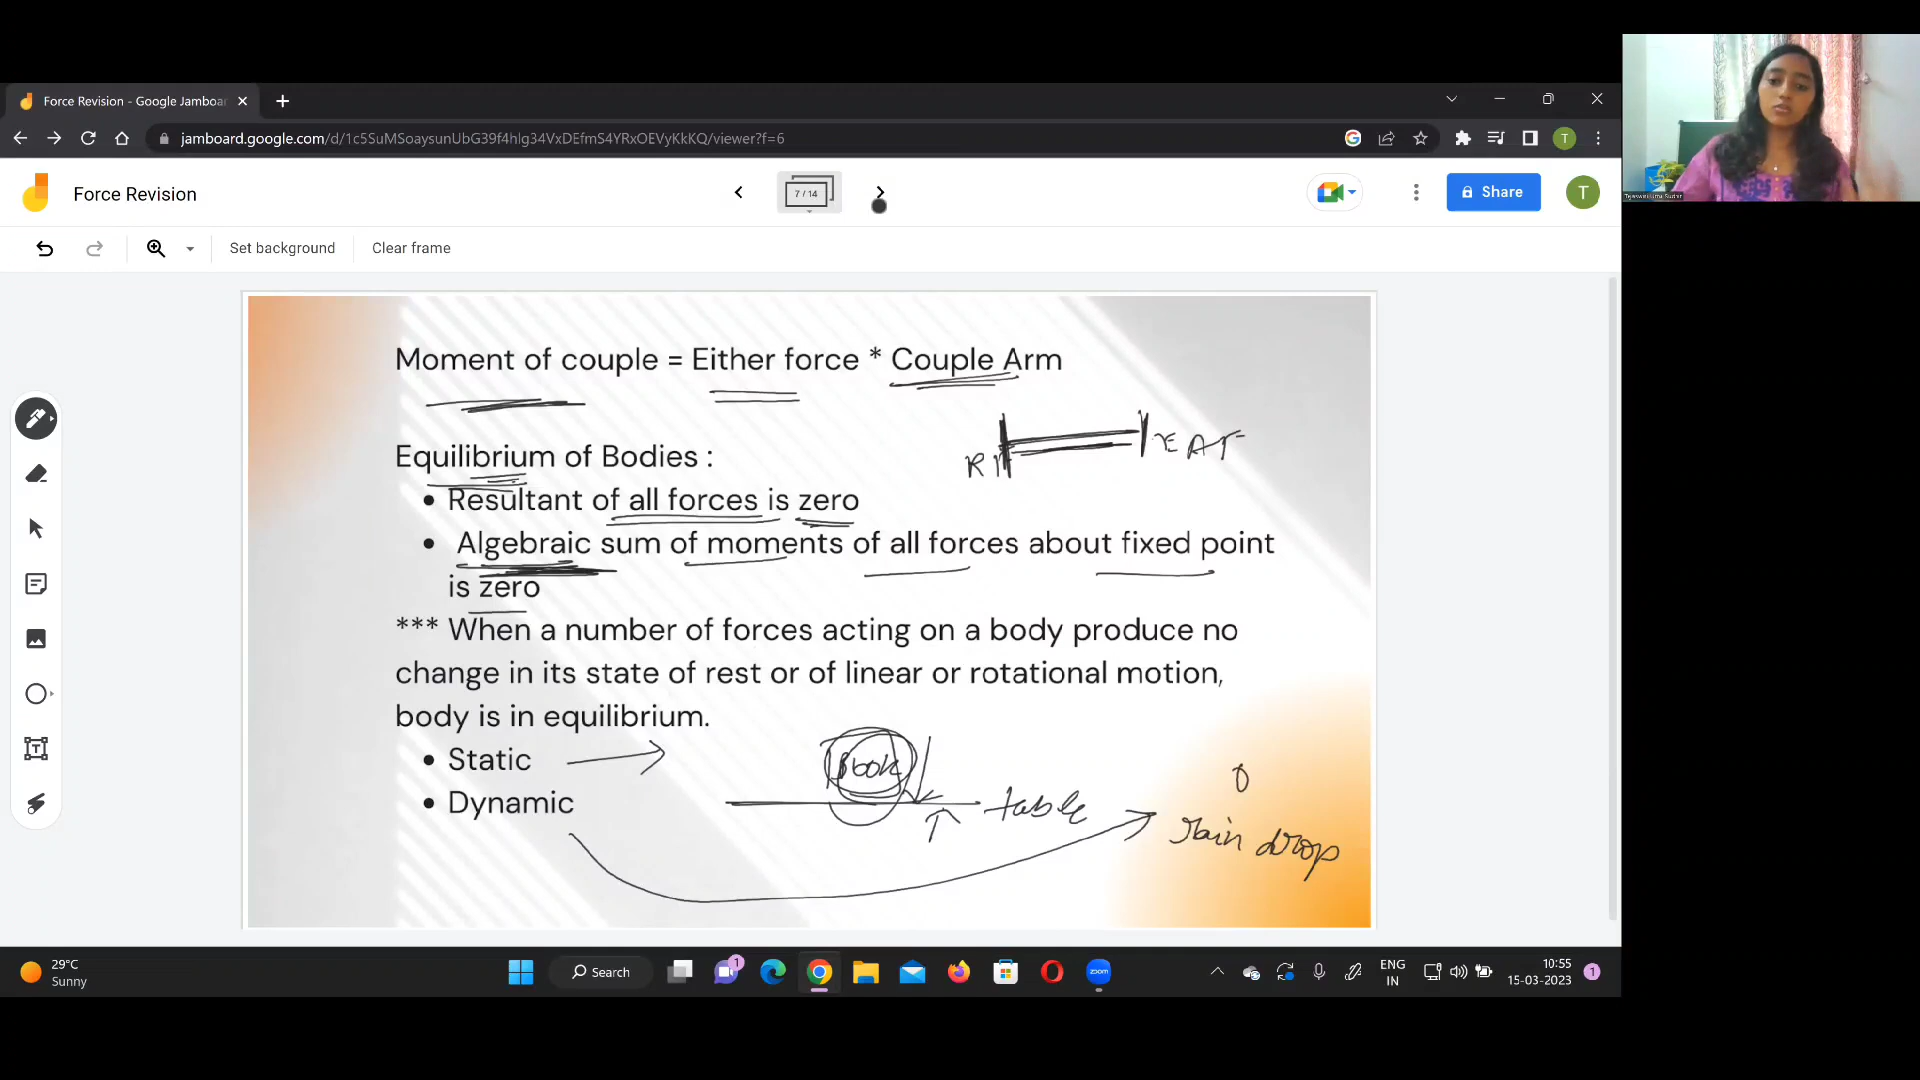 Force Revision - Google Jamboar
jamboard.google.com/d/1c5SuMSoaysunUbG39f4hlg34VxDEfmS4YRxOEVyKkKQ/viewer?f=6
T
Force Revision
7 / 14
Share
T
Set background
Clear frame
Moment of couple = Either force * Couple Arm
Equilibrium of Bodies :
• Resultant of all forces is zero
• Algebraic sum of moments of all forces about fixed point
is zero
*** When a number of forces acting on a body produce no
change in its state of rest or of linear or rotational motion,
body is in equilibrium.
• Static
• Dynamic
Book
table
rain drop
29°C
Sunny
Search
1
zoom
ENG
IN
10:55
15-03-2023
1